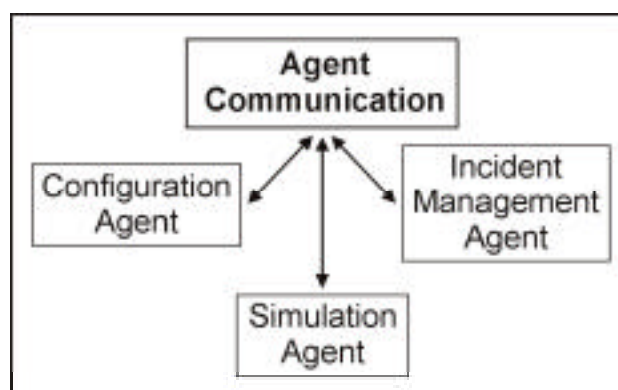 Agent
Communication
Configuration
Agent
Incident
Management
Agent
Simulation
Agent